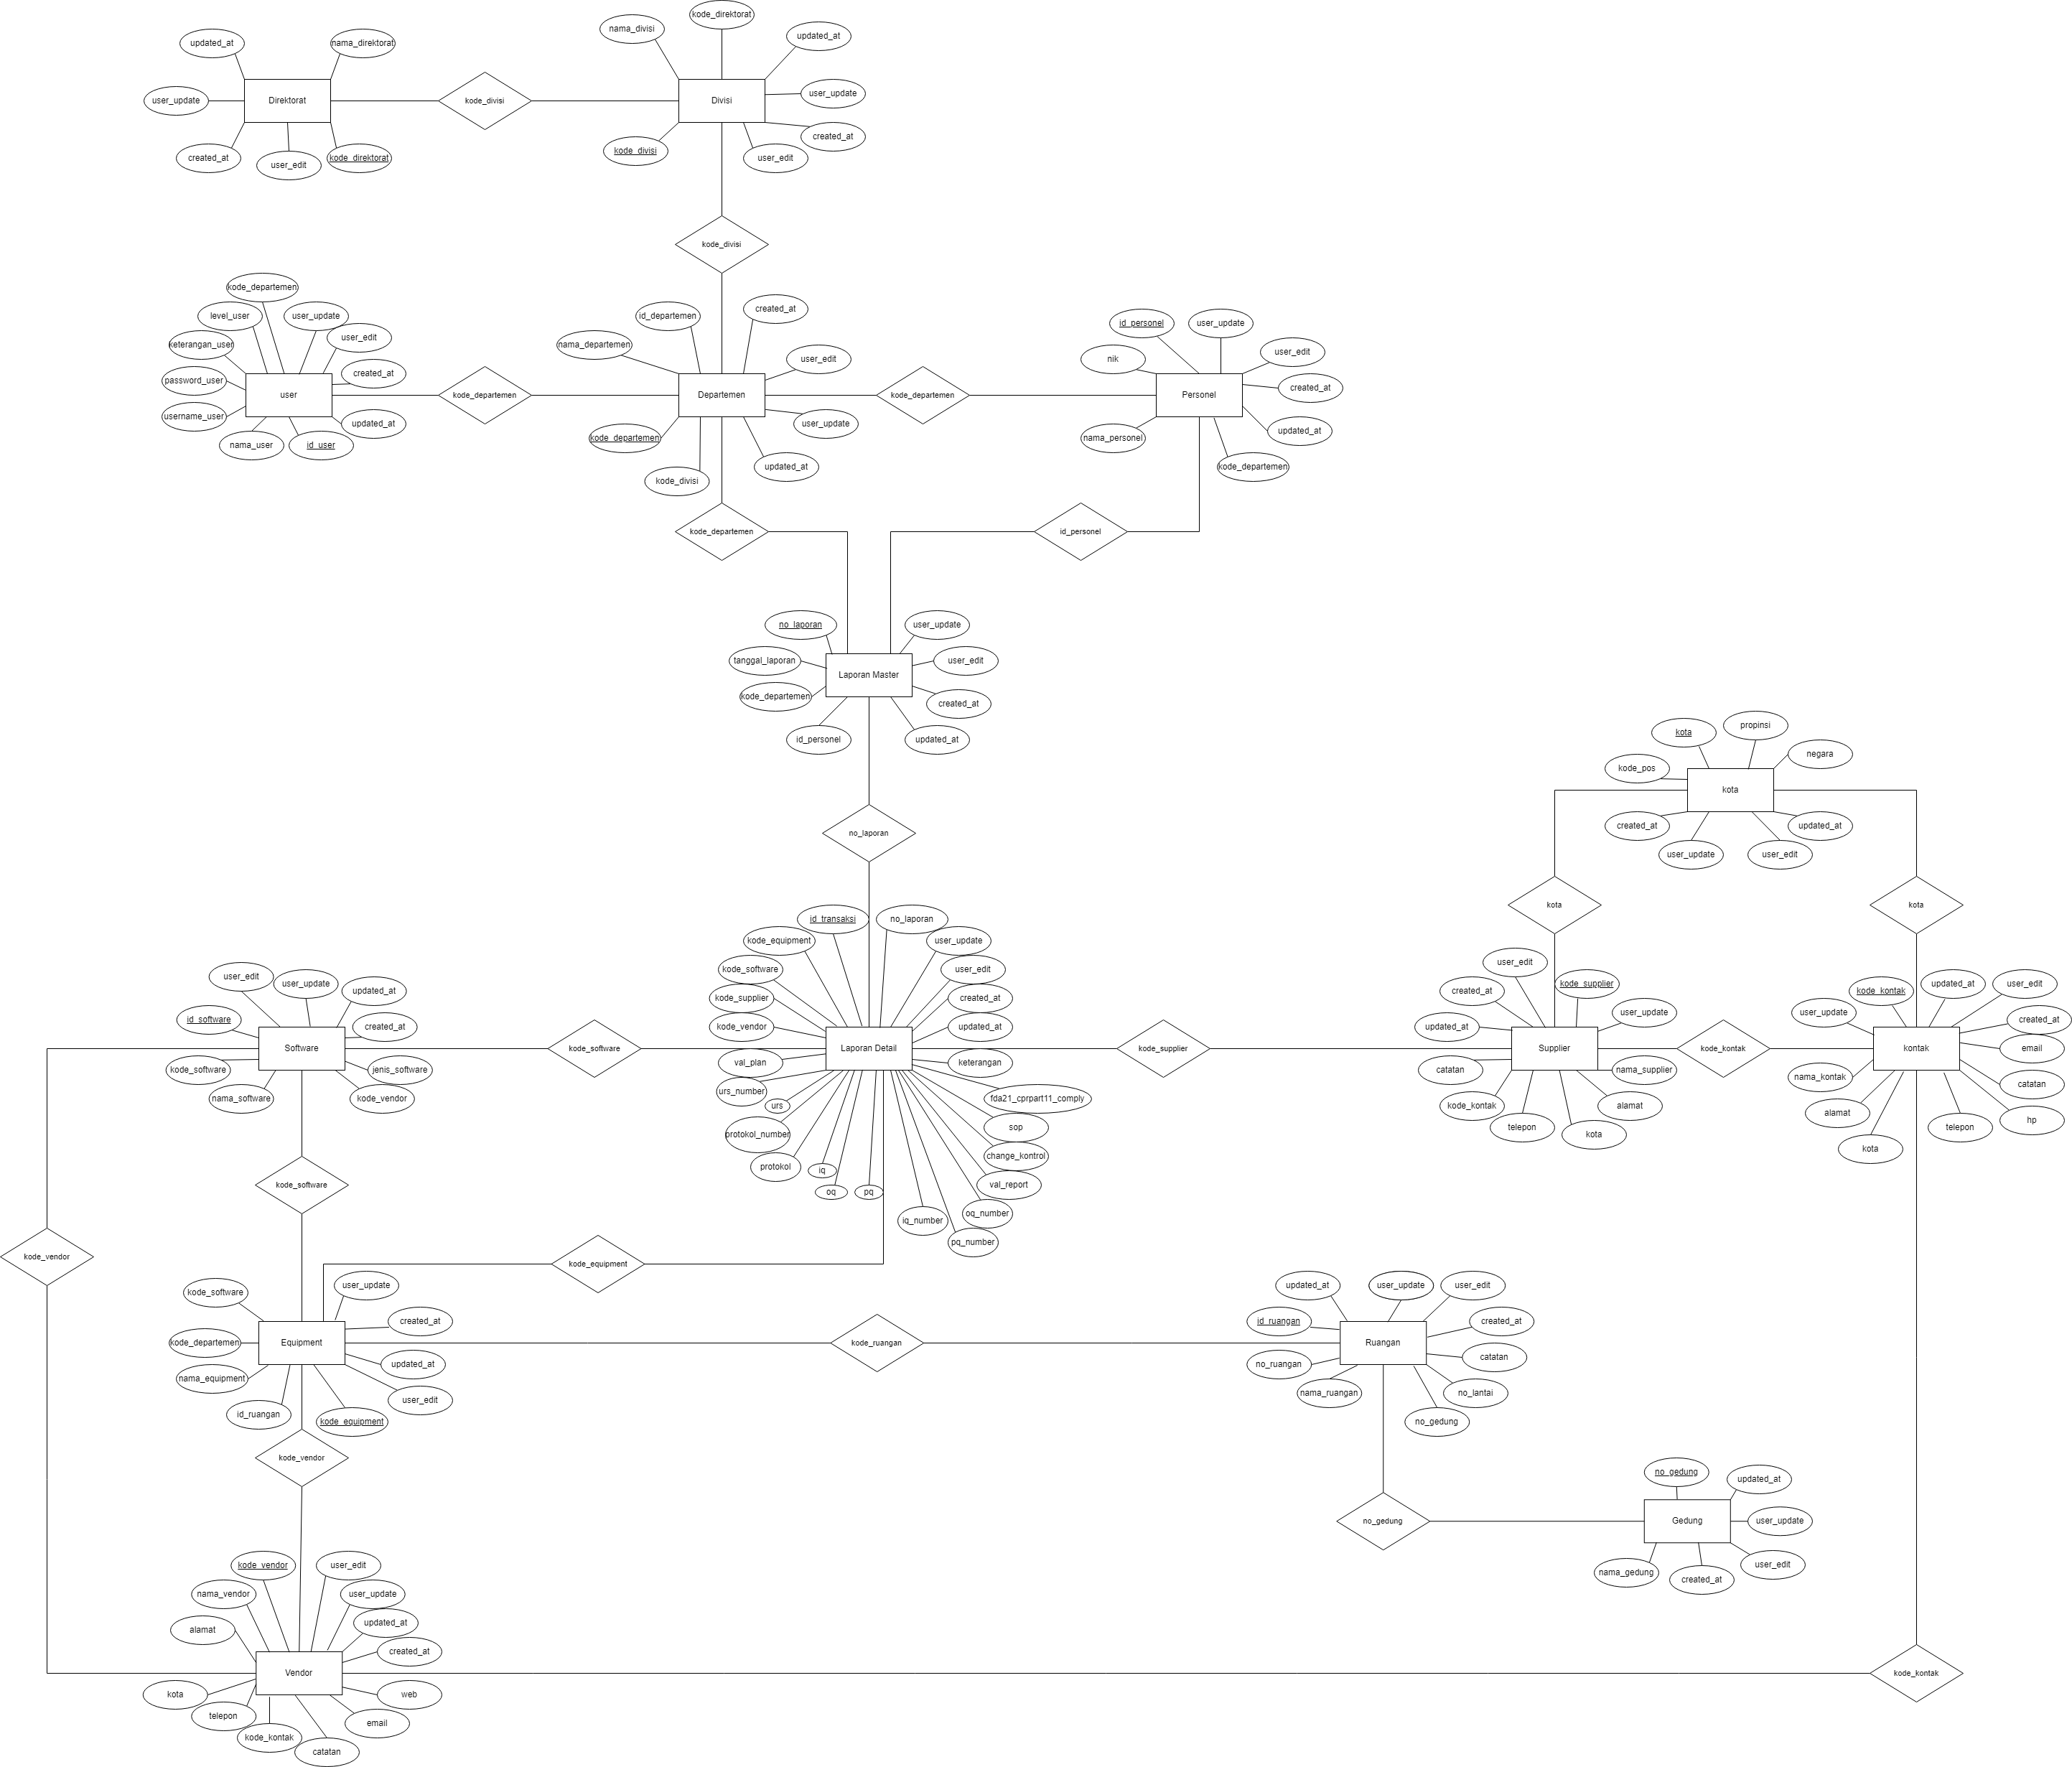 kode_direktorat
nama_divisi
updated_at
nama_direktorat
updated_at
user_update
Direktorat
kode_divisi
Divisi
user_update
created_at
user_edit
kode_direktorat
kode_divisi
user_edit
created_at
kode_divisi
kode_departemen
level_user
user_update
user_edit
keterangan_user
created_at
password_user
user
username_user
nama_user
id_user
updated_at
kode_departemen
id_departemen
created_at
nama_departemen
user_edit
Departemen
kode_departemen
user_update
kode_divisi
updated_at
kode_departemen
id_personel
user_update
nik
user_edit
created_at
Personel
nama_personel
updated_at
kode_departemen
kode_departemen
id_personel
no_laporan
user_update
tanggal_laporan
user_edit
Laporan Master
kode_departemen
created_at
id_personel
updated_at
no_laporan
kota
propinsi
negara
kode_pos
kota
created_at
updated_at
user_update
user_edit
kota
kota
id_transaksi
no_laporan
kode_equipment
user_update
kode_software
user_edit
kode_supplier
created_at
kode_vendor
updated_at
Laporan Detail
val_plan
keterangan
urs_number
urs
fda21_cprpart11_comply
protokol_number
sop
protokol
change_kontrol
iq
oq
pq
val_report
iq_number
oq_number
pq_number
user_edit
user_update
updated_at
id_software
created_at
Software
kode_software
jenis_software
nama_software
kode_vendor
kode_software
kode_supplier
user_edit
kode_supplier
created_at
user_update
updated_at
Supplier
catatan
nama_supplier
kode_kontak
alamat
telepon
kota
kode_kontak
kode_kontak
updated_at
user_edit
user_update
created_at
kontak
email
nama_kontak
catatan
alamat
hp
kota
telepon
kode_software
kode_vendor
kode_equipment
kode_software
user_update
created_at
kode_departemen
Equipment
updated_at
nama_equipment
user_edit
id_ruangan
kode_equipment
kode_ruangan
updated_at
user_update
user_edit
id_ruangan
created_at
Ruangan
no_ruangan
catatan
nama_ruangan
no_lantai
no_gedung
kode_vendor
no_gedung
no_gedung
updated_at
Gedung
user_update
nama_gedung
created_at
user_edit
kode_vendor
user_edit
nama_vendor
user_update
alamat
updated_at
created_at
Vendor
kota
web
telepon
email
kode_kontak
catatan
kode_kontak